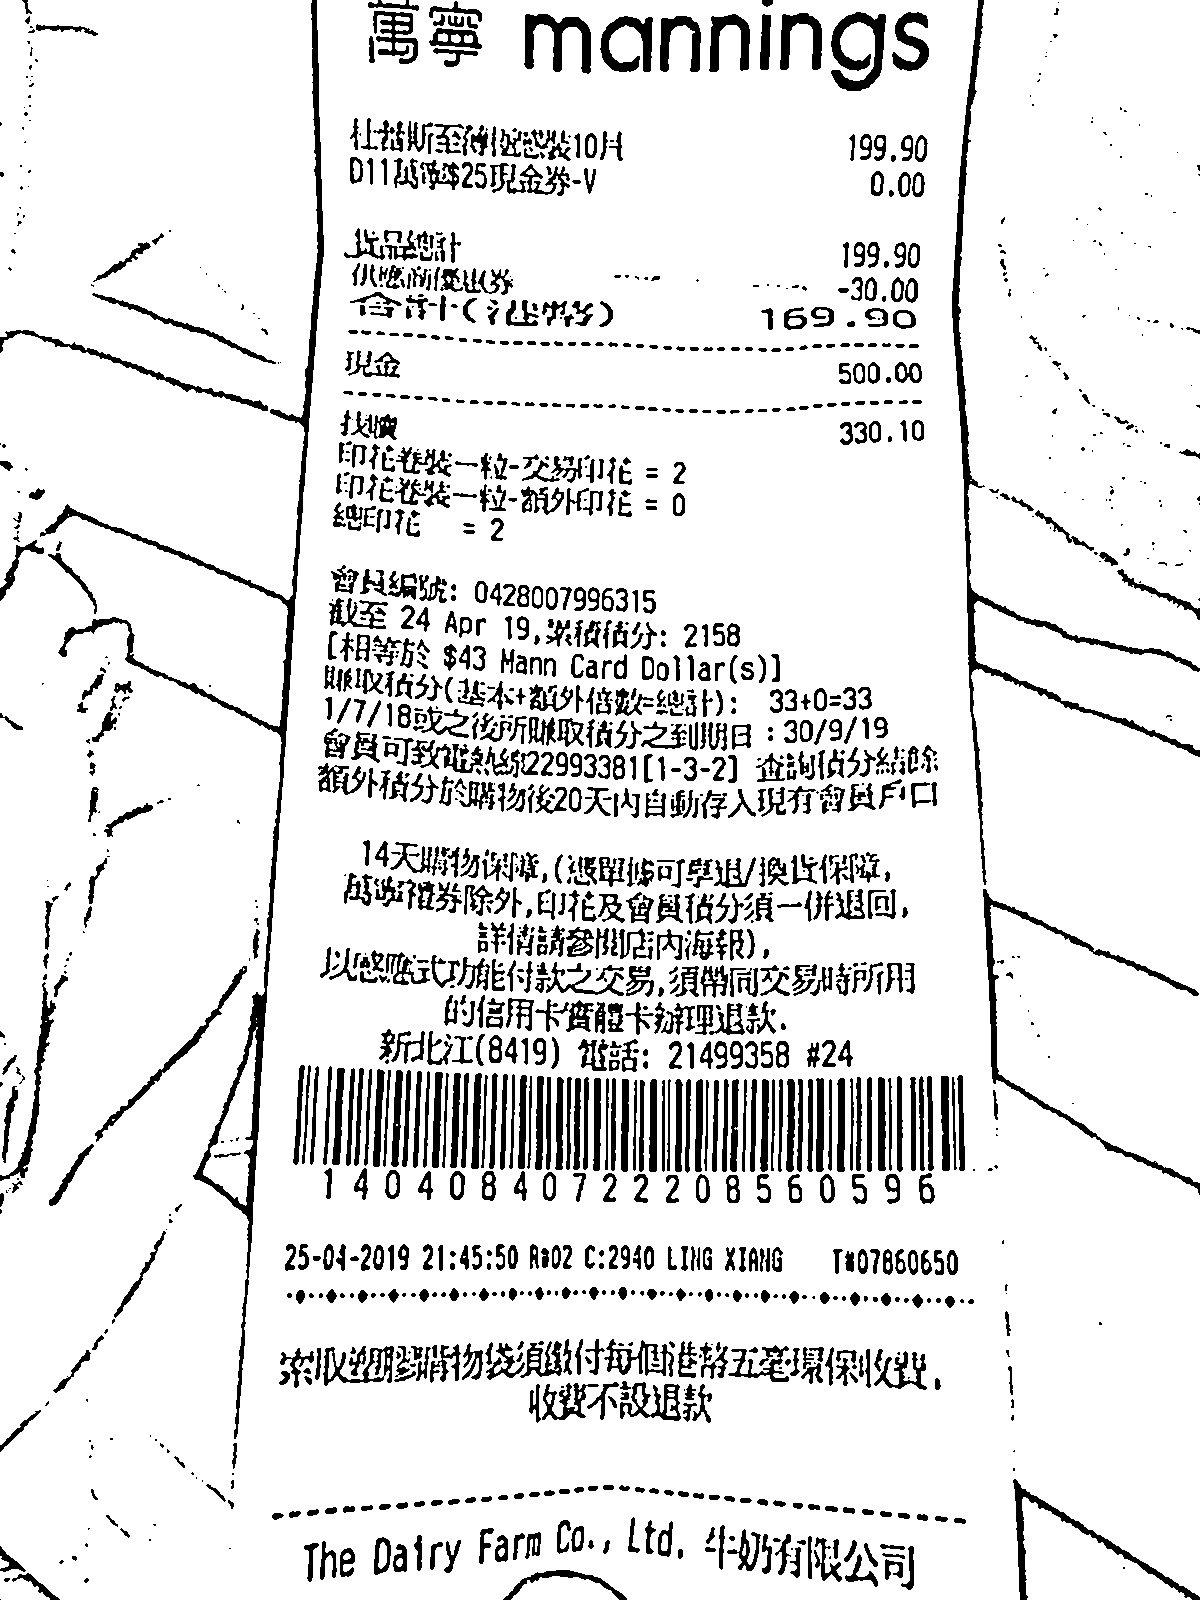 萬寧 mannings
杜蕾斯至薄極惑裝10片 199.90
D11萬寧$25現金券-V 0.00
貨品總計 199.90
供應商優惠券 -30.00
合計(港幣) 169.90
現金 500.00
找贖 330.10
印花卷裝一粒-交易印花 = 2
印花卷裝一粒-額外印花 = 0
總印花 = 2
會員編號: 0428007996315
截至 24 Apr 19,累積積分: 2158
[相等於 $43 Mann Card Dollar(s)]
賺取積分(基本+額外倍數=總計): 33+0=33
1/7/18或之後所賺取積分之到期日 :30/9/19
會員可致電熱線22993381[1-3-2] 查詢積分結餘
額外積分於購物後20天內自動存入現有會員戶口
14天購物保障,(憑單據可享退/換貨保障,
萬寧禮券除外,印花及會員積分須一併退回,
詳情請參閱店內海報),
以感應式功能付款之交易,須帶同交易時所用
的信用卡實體卡辦理退款.
新北江(8419) 電話: 21499358 #24
14040840722208560596
25-04-2019 21:45:50 R#02 C:2940 LING XIANG T#07860650
索取塑膠購物袋須繳付每個港幣五毫環保收費,
收費不設退款
The Dairy Farm Co., Ltd. 牛奶有限公司